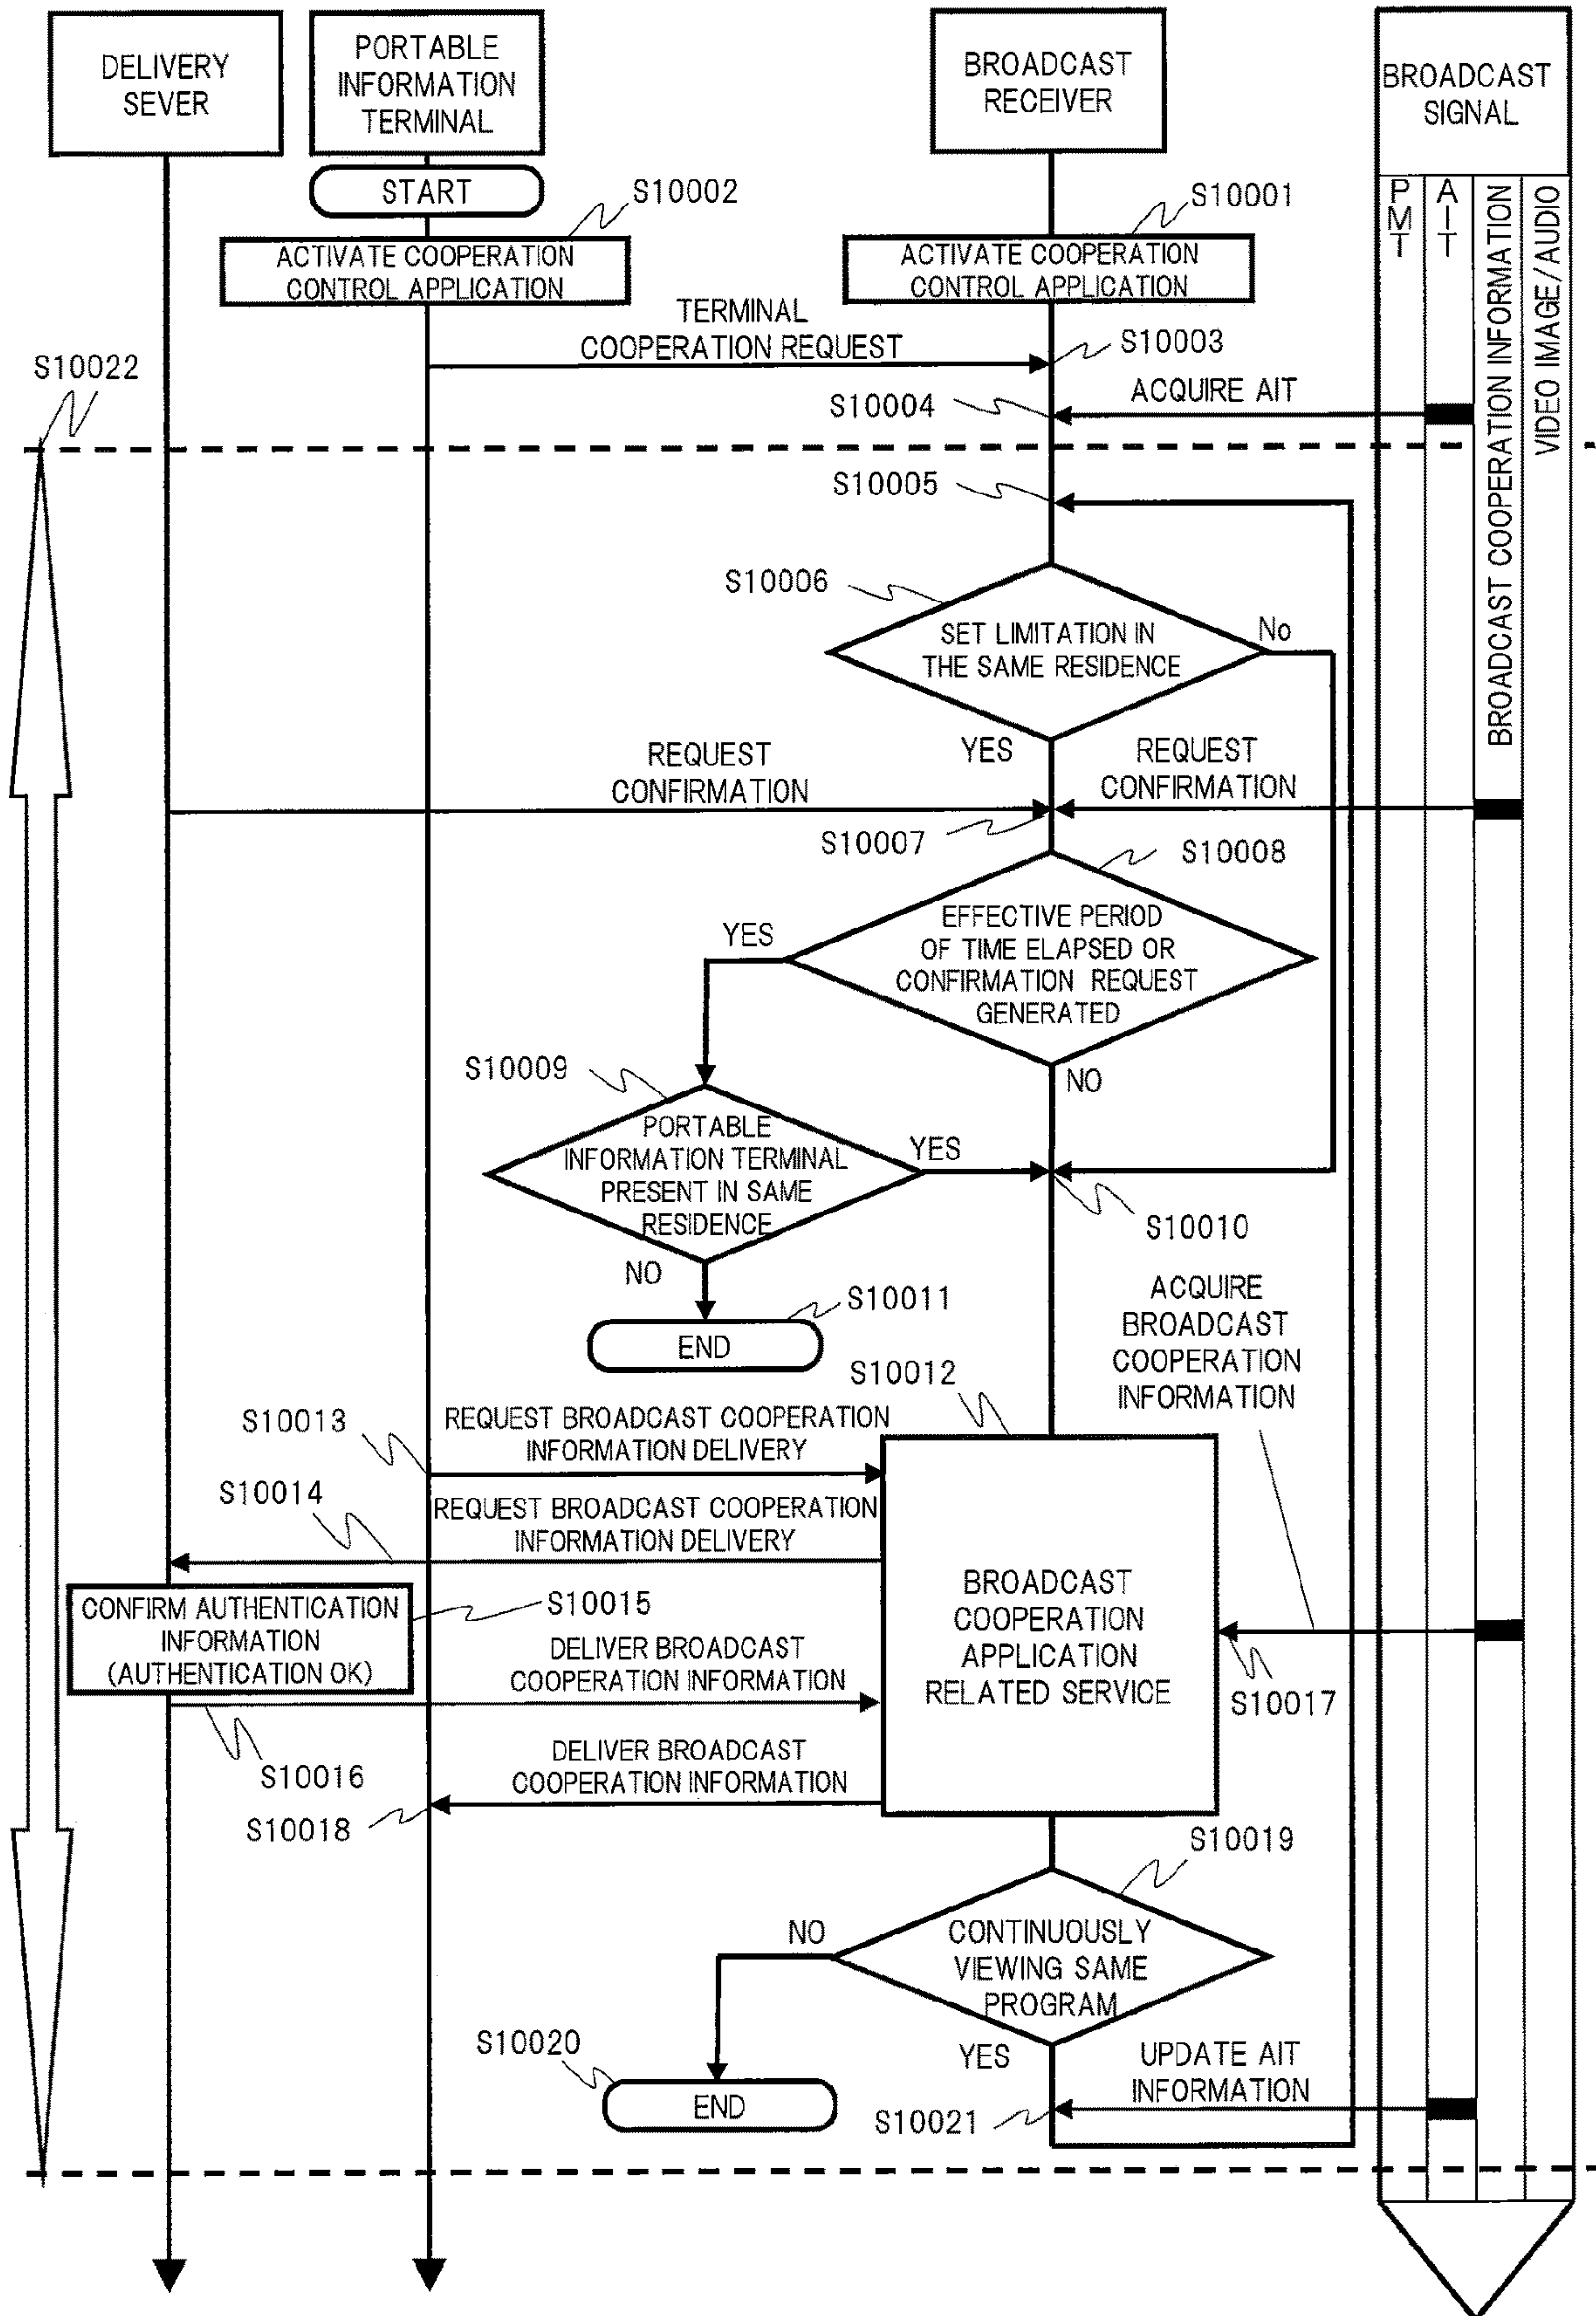 DELIVERY
SEVER
PORTABLE
INFORMATION
TERMINAL
BROADCAST
RECEIVER
BROADCAST
SIGNAL
START
S10002
S10001
PMT
AIT
BROADCAST COOPERATION INFORMATION
VIDEO IMAGE/AUDIO
ACTIVATE COOPERATION
CONTROL APPLICATION
ACTIVATE COOPERATION
CONTROL APPLICATION
TERMINAL
COOPERATION REQUEST
S10003
S10022
ACQUIRE AIT
S10004
S10005
S10006
SET LIMITATION IN
THE SAME RESIDENCE
No
YES
REQUEST
CONFIRMATION
REQUEST
CONFIRMATION
S10007
S10008
EFFECTIVE PERIOD
OF TIME ELAPSED OR
CONFIRMATION REQUEST
GENERATED
YES
NO
S10009
PORTABLE
INFORMATION TERMINAL
PRESENT IN SAME
RESIDENCE
YES
S10010
NO
S10011
END
ACQUIRE
BROADCAST
COOPERATION
INFORMATION
S10012
S10013
REQUEST BROADCAST COOPERATION
INFORMATION DELIVERY
S10014
REQUEST BROADCAST COOPERATION
INFORMATION DELIVERY
BROADCAST
COOPERATION
APPLICATION
RELATED SERVICE
CONFIRM AUTHENTICATION
INFORMATION
(AUTHENTICATION OK)
S10015
DELIVER BROADCAST
COOPERATION INFORMATION
S10017
S10016
DELIVER BROADCAST
COOPERATION INFORMATION
S10018
S10019
CONTINUOUSLY
VIEWING SAME
PROGRAM
NO
YES
S10020
END
UPDATE AIT
INFORMATION
S10021